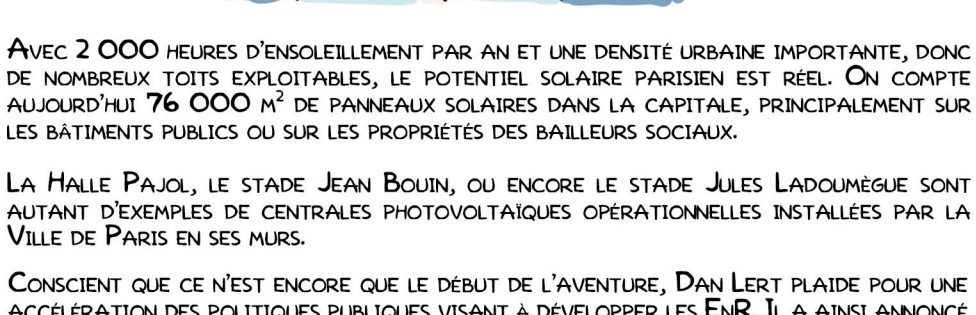 Avec 2 000 heures d'ensoleillement par an et une densité urbaine importante, donc
de nombreux toits exploitables, le potentiel solaire parisien est réel. On compte
aujourd'hui 76 000 m² de panneaux solaires dans la capitale, principalement sur
les bâtiments publics ou sur les propriétés des bailleurs sociaux.
La Halle Pajol, le stade Jean Bouin, ou encore le stade Jules Ladoumègue sont
autant d'exemples de centrales photovoltaïques opérationnelles installées par la
Ville de Paris en ses murs.
Conscient que ce n'est encore que le début de l'aventure, Dan Lert plaide pour une
accélération des politiques publiques visant à développer les EnR. Il a ainsi annoncé